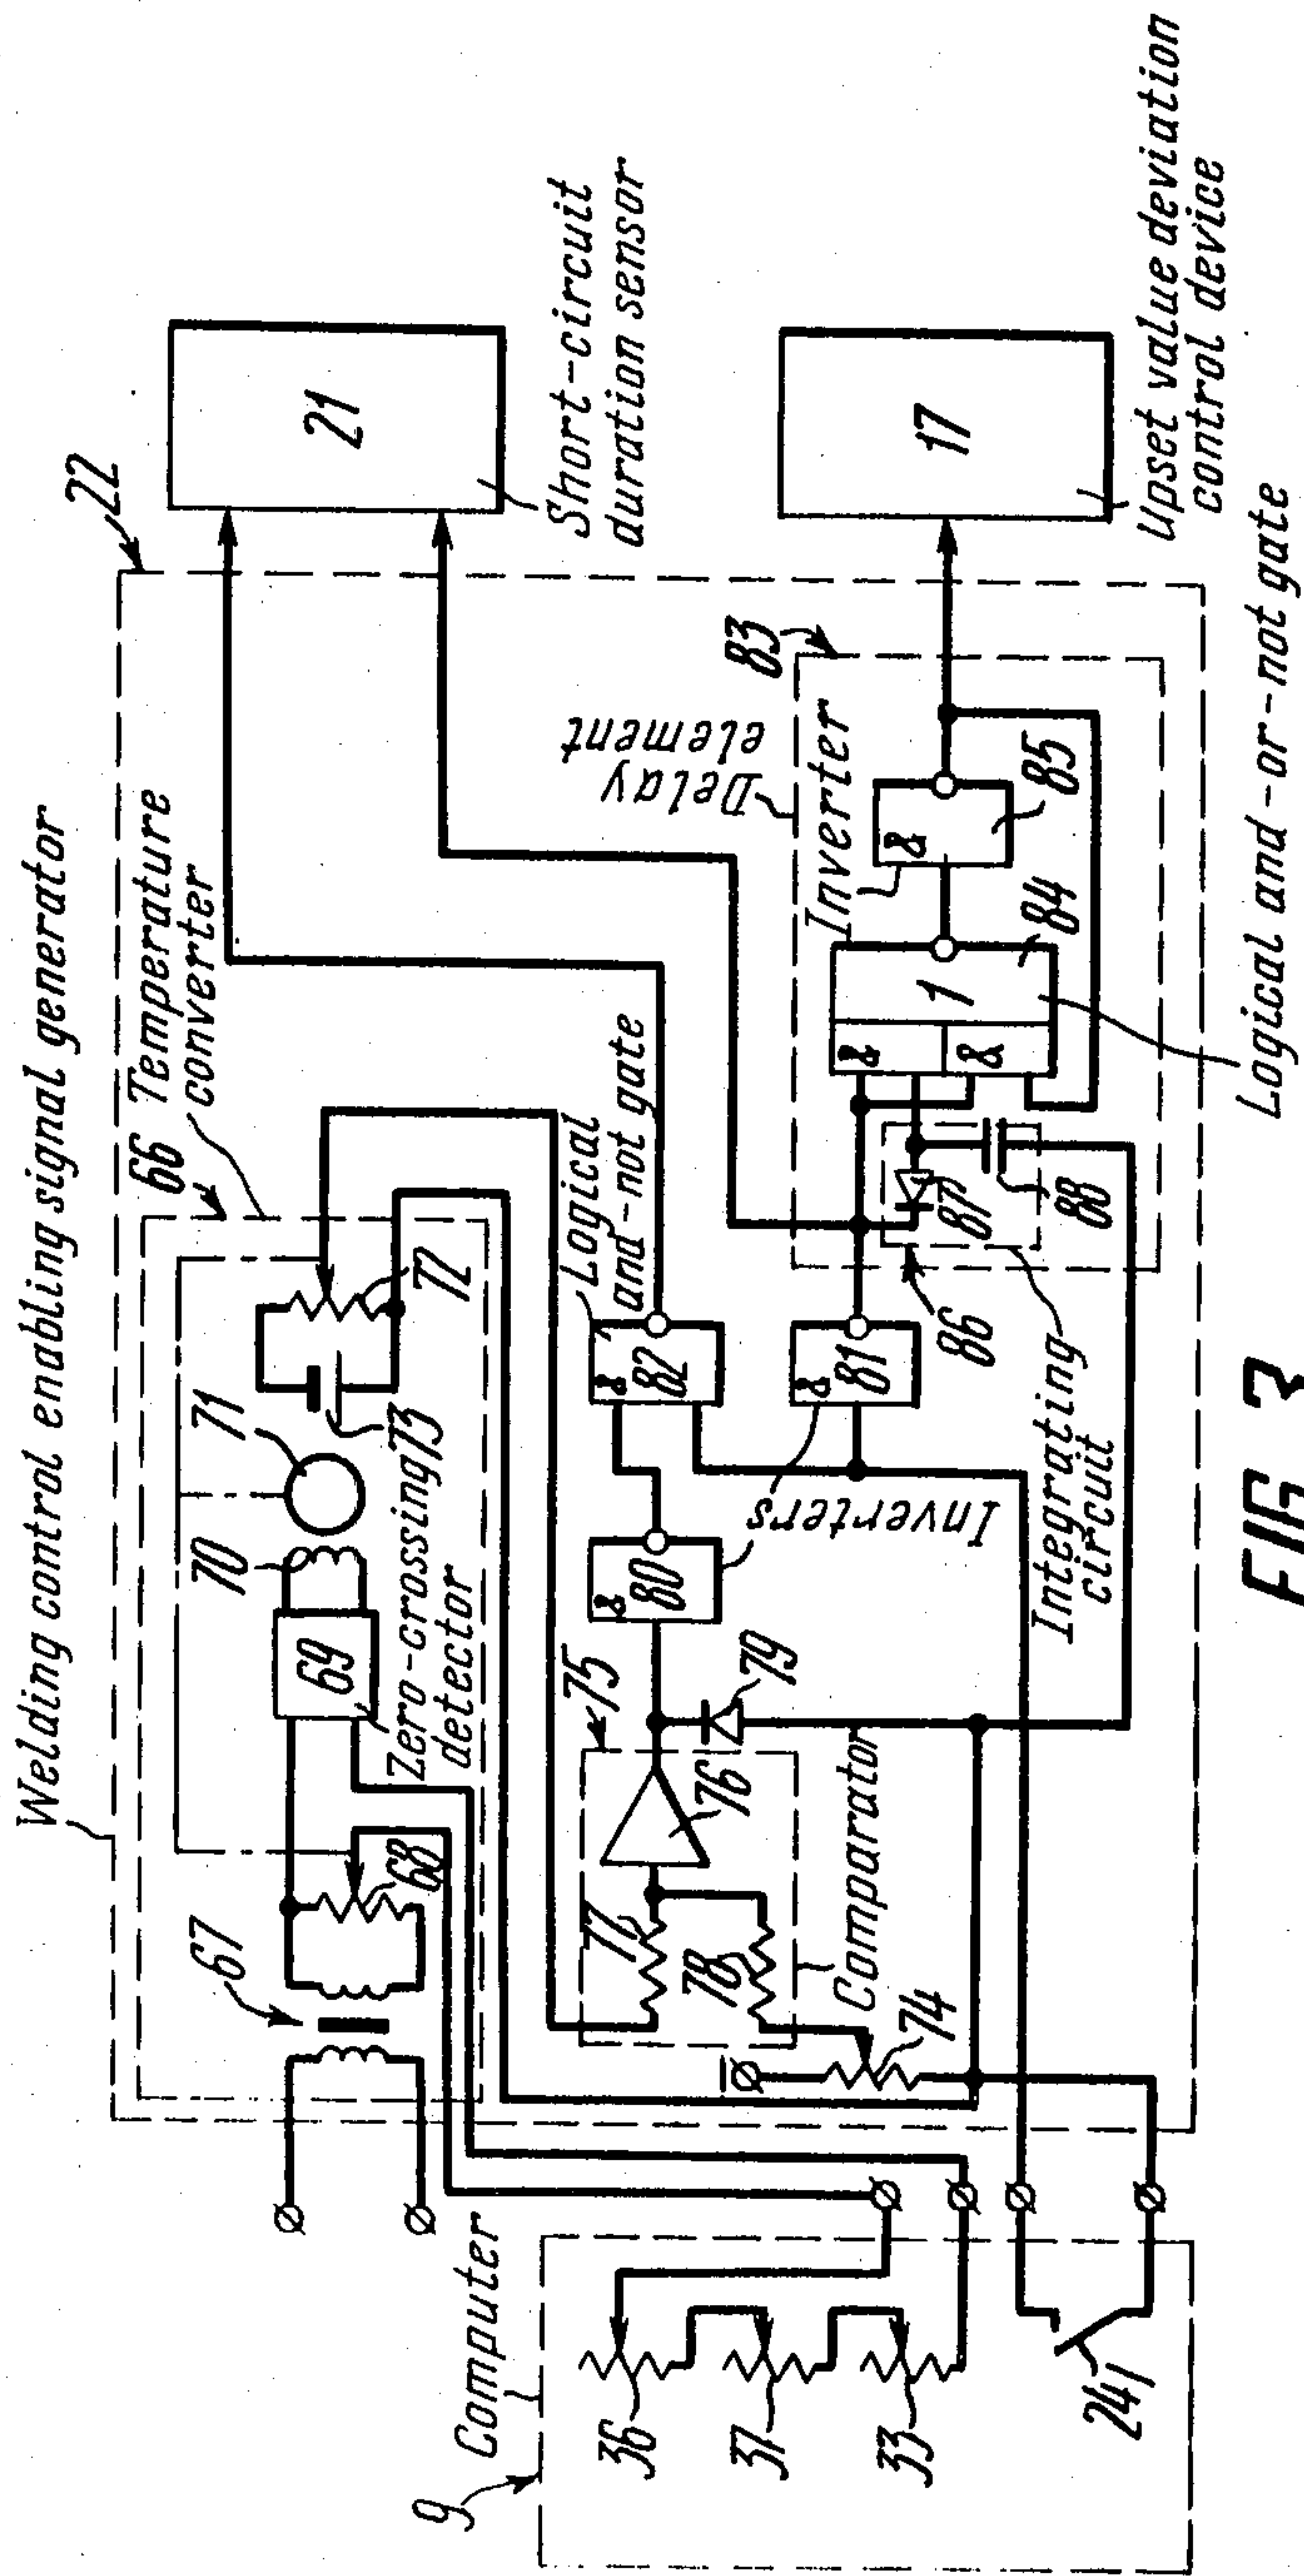 Welding control enabling signal generator
22
66
Temperature
converter
67
68
69
70
71
72
73
Zero-crossing
detector
21
Short-circuit
duration sensor
Computer
9
36
37
33
24₁
74
75
76
77
78
79
Comparator
&
80
Inverters
&
81
&
82
Logical
and-not gate
Delay
element
83
Inverter
&
85
&
&
1
84
86
87
88
Integrating
circuit
17
Upset value deviation
control device
Logical and-or-not gate
FIG. 3